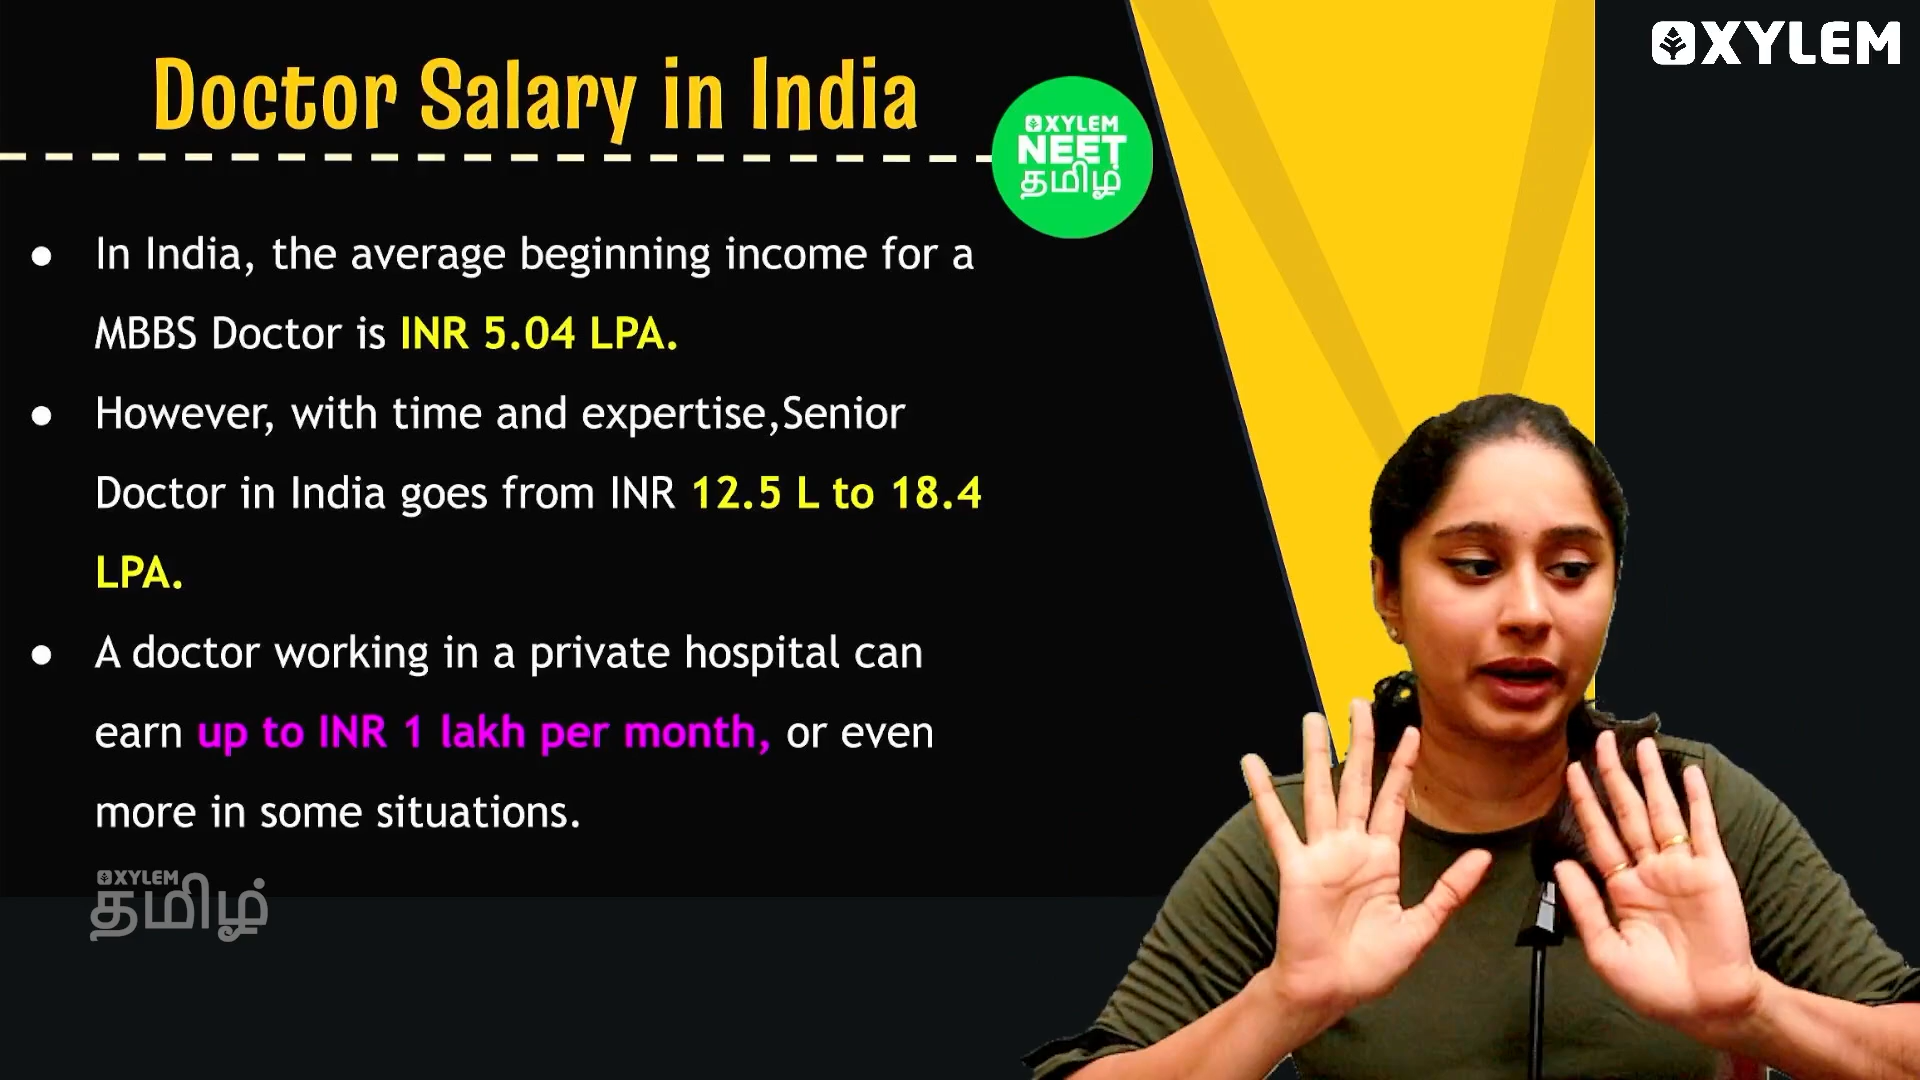 OXYLEM
Doctor Salary in India
OXYLEM
NEET
தமிழ்
● In India, the average beginning income for a
MBBS Doctor is INR 5.04 LPA.
● However, with time and expertise,Senior
Doctor in India goes from INR 12.5 L to 18.4
LPA.
● A doctor working in a private hospital can
earn up to INR 1 lakh per month, or even
more in some situations.
OXYLEM
தமிழ்